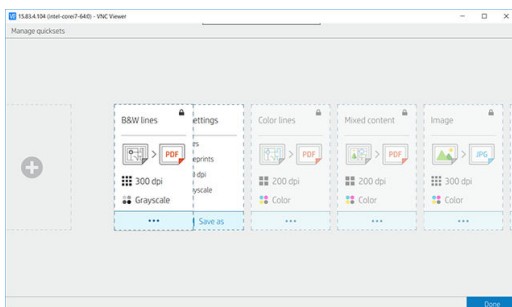 15.83.4.104 (intel-corei7-64:0) - VNC Viewer
Manage quicksets
B&W lines
PDF
300 dpi
Grayscale
ettings
eprints
dpi
yscale
Save as
Color lines
PDF
200 dpi
Color
Mixed content
PDF
200 dpi
Color
Image
JPG
300 dpi
Color
Done